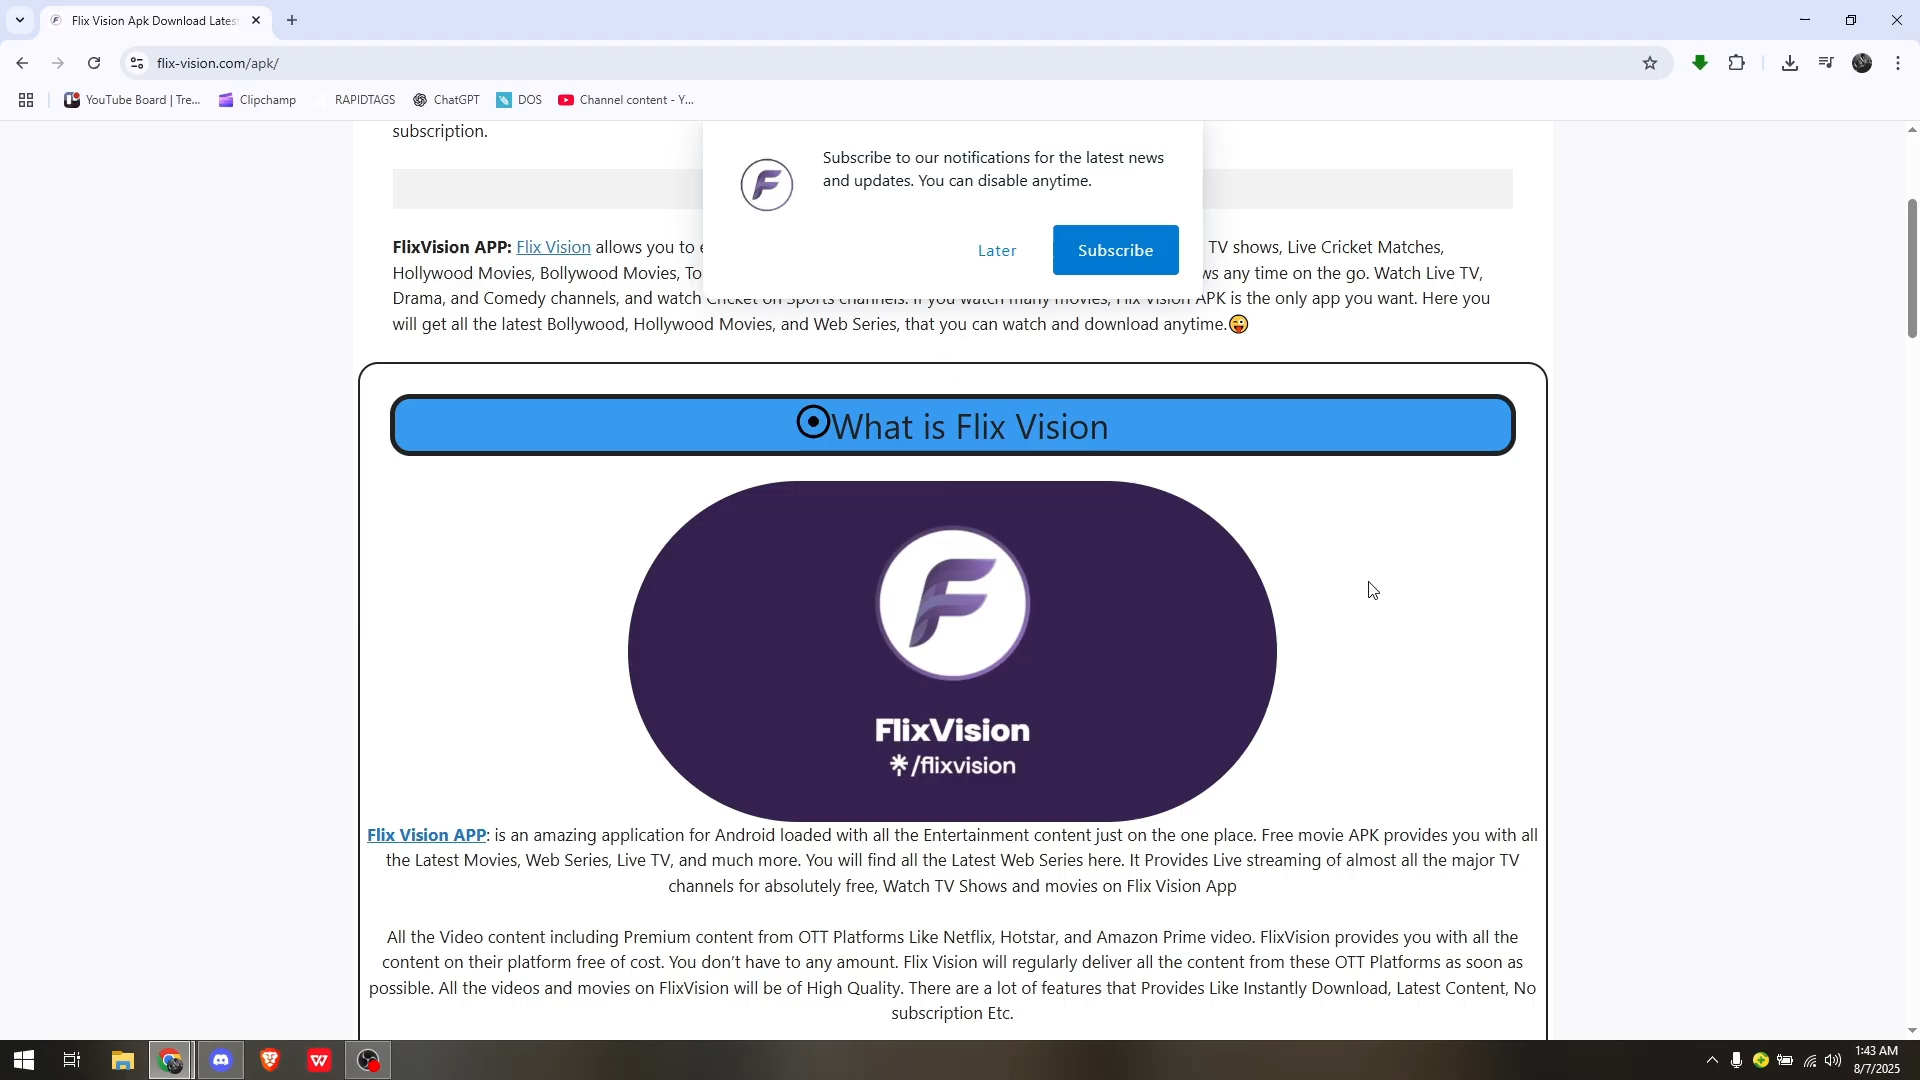 Flix Vision Apk Download Lates
flix-vision.com/apk/
YouTube Board | Tre...
Clipchamp
RAPIDTAGS
ChatGPT
DOS
Channel content - Y...
subscription.
Subscribe to our notifications for the latest news
and updates. You can disable anytime.
Later
Subscribe
FlixVision APP: Flix Vision allows you to TV shows, Live Cricket Matches,
Hollywood Movies, Bollywood Movies, any time on the go. Watch Live TV,
Drama, and Comedy channels, and watch Cricket on Sports channels. If you watch many movies, Flix Vision APK is the only app you want. Here you
will get all the latest Bollywood, Hollywood Movies, and Web Series, that you can watch and download anytime.😜
What is Flix Vision
F
FlixVision
/flixvision
Flix Vision APP: is an amazing application for Android loaded with all the Entertainment content just on the one place. Free movie APK provides you with all
the Latest Movies, Web Series, Live TV, and much more. You will find all the Latest Web Series here. It Provides Live streaming of almost all the major TV
channels for absolutely free, Watch TV Shows and movies on Flix Vision App
All the Video content including Premium content from OTT Platforms Like Netflix, Hotstar, and Amazon Prime video. FlixVision provides you with all the
content on their platform free of cost. You don’t have to any amount. Flix Vision will regularly deliver all the content from these OTT Platforms as soon as
possible. All the videos and movies on FlixVision will be of High Quality. There are a lot of features that Provides Like Instantly Download, Latest Content, No
subscription Etc.
1:43 AM
8/7/2025